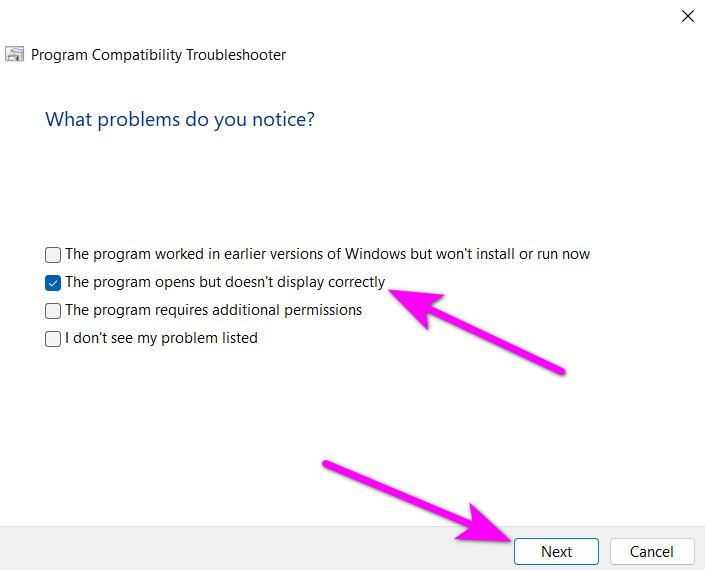 Program Compatibility Troubleshooter
What problems do you notice?
The program worked in earlier versions of Windows but won't install or run now
The program opens but doesn't display correctly
The program requires additional permissions
I don't see my problem listed
Next
Cancel